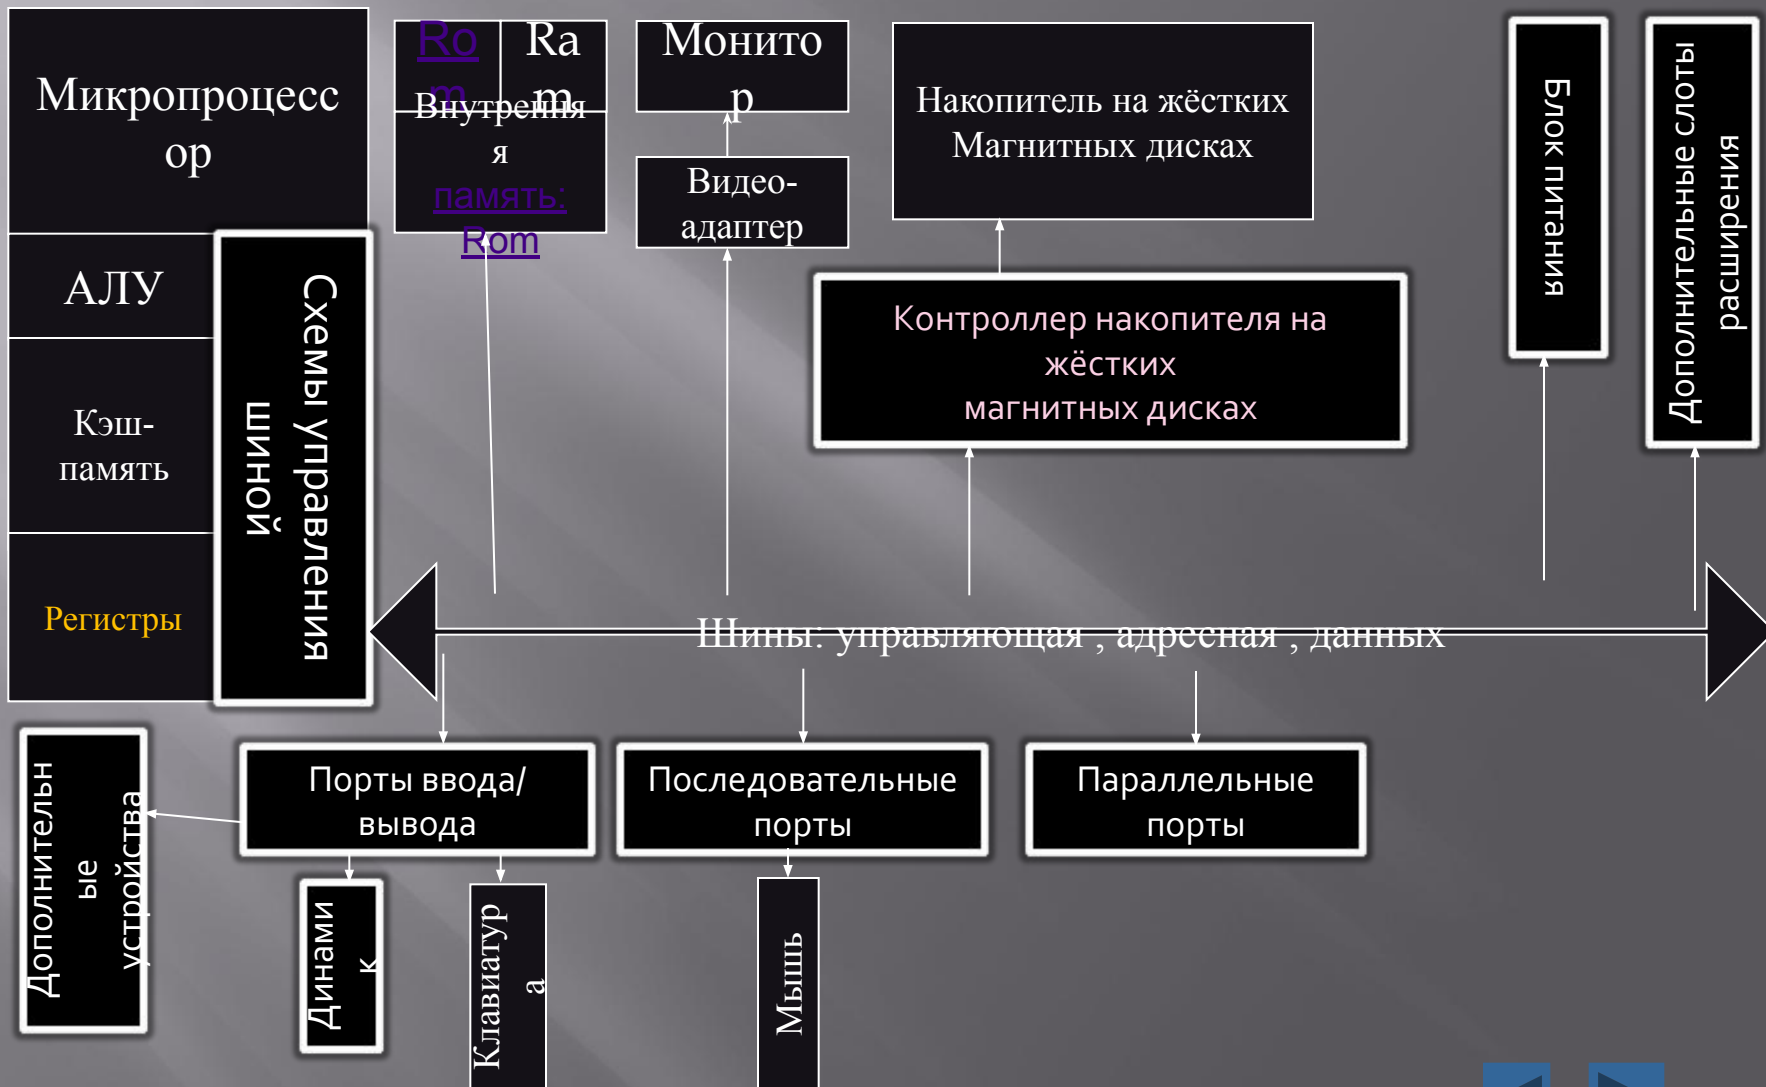 Микропроцесс
ор
АЛУ
Кэш-
память
Регистры
Схемы управления
шиной
Ro
m
Ra
m
Внутрення
я
память:
Rom
Монито
р
Видео-
адаптер
Накопитель на жёстких
Магнитных дисках
Контроллер накопителя на
жёстких
магнитных дисках
Блок питания
Дополнительные слоты
расширения
Шины: управляющая , адресная , данных
Дополнительн
ые
устройства
Порты ввода/
вывода
Последовательные
порты
Параллельные
порты
Динами
к
Клавиатур
а
Мышь